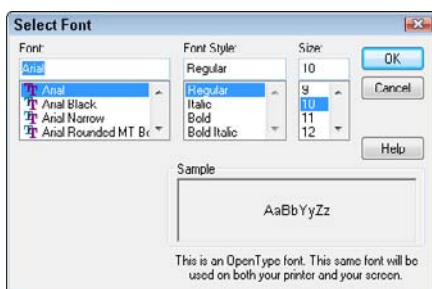 Select Font
Font:
Font Style:
Size:
Arial
Regular
10
OK
Cancel
Help
Arial
Arial Black
Arial Narrow
Arial Rounded MT Bo
Regular
Italic
Bold
Bold Italic
9
10
11
12
Sample
AaBbYyZz
This is an OpenType font. This same font will be
used on both your printer and your screen.